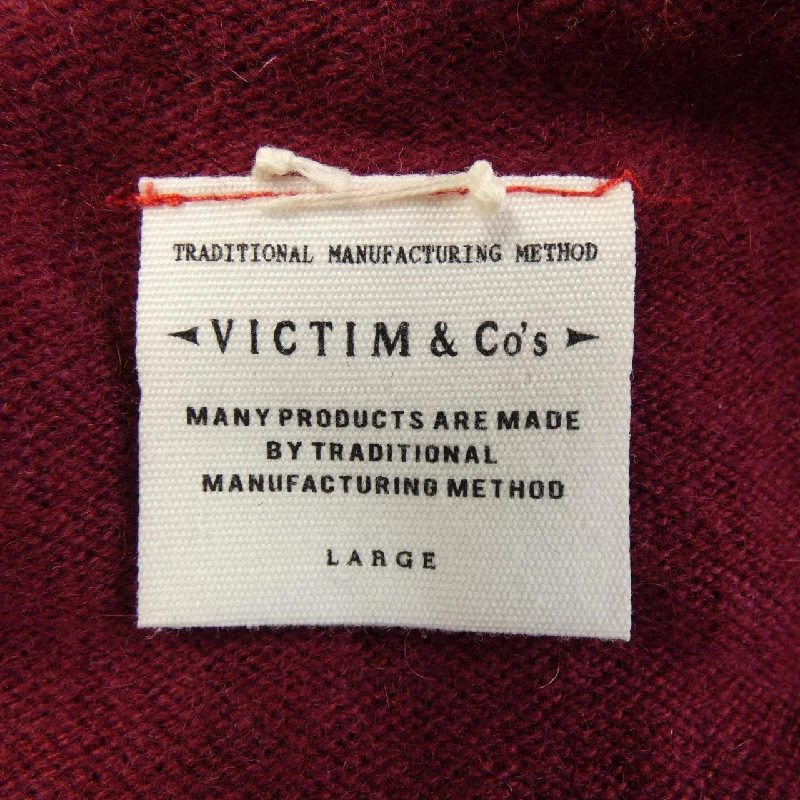 TRADITIONAL MANUFACTURING METHOD
VICTIM & Co's
MANY PRODUCTS ARE MADE
BY TRADITIONAL
MANUFACTURING METHOD
LARGE